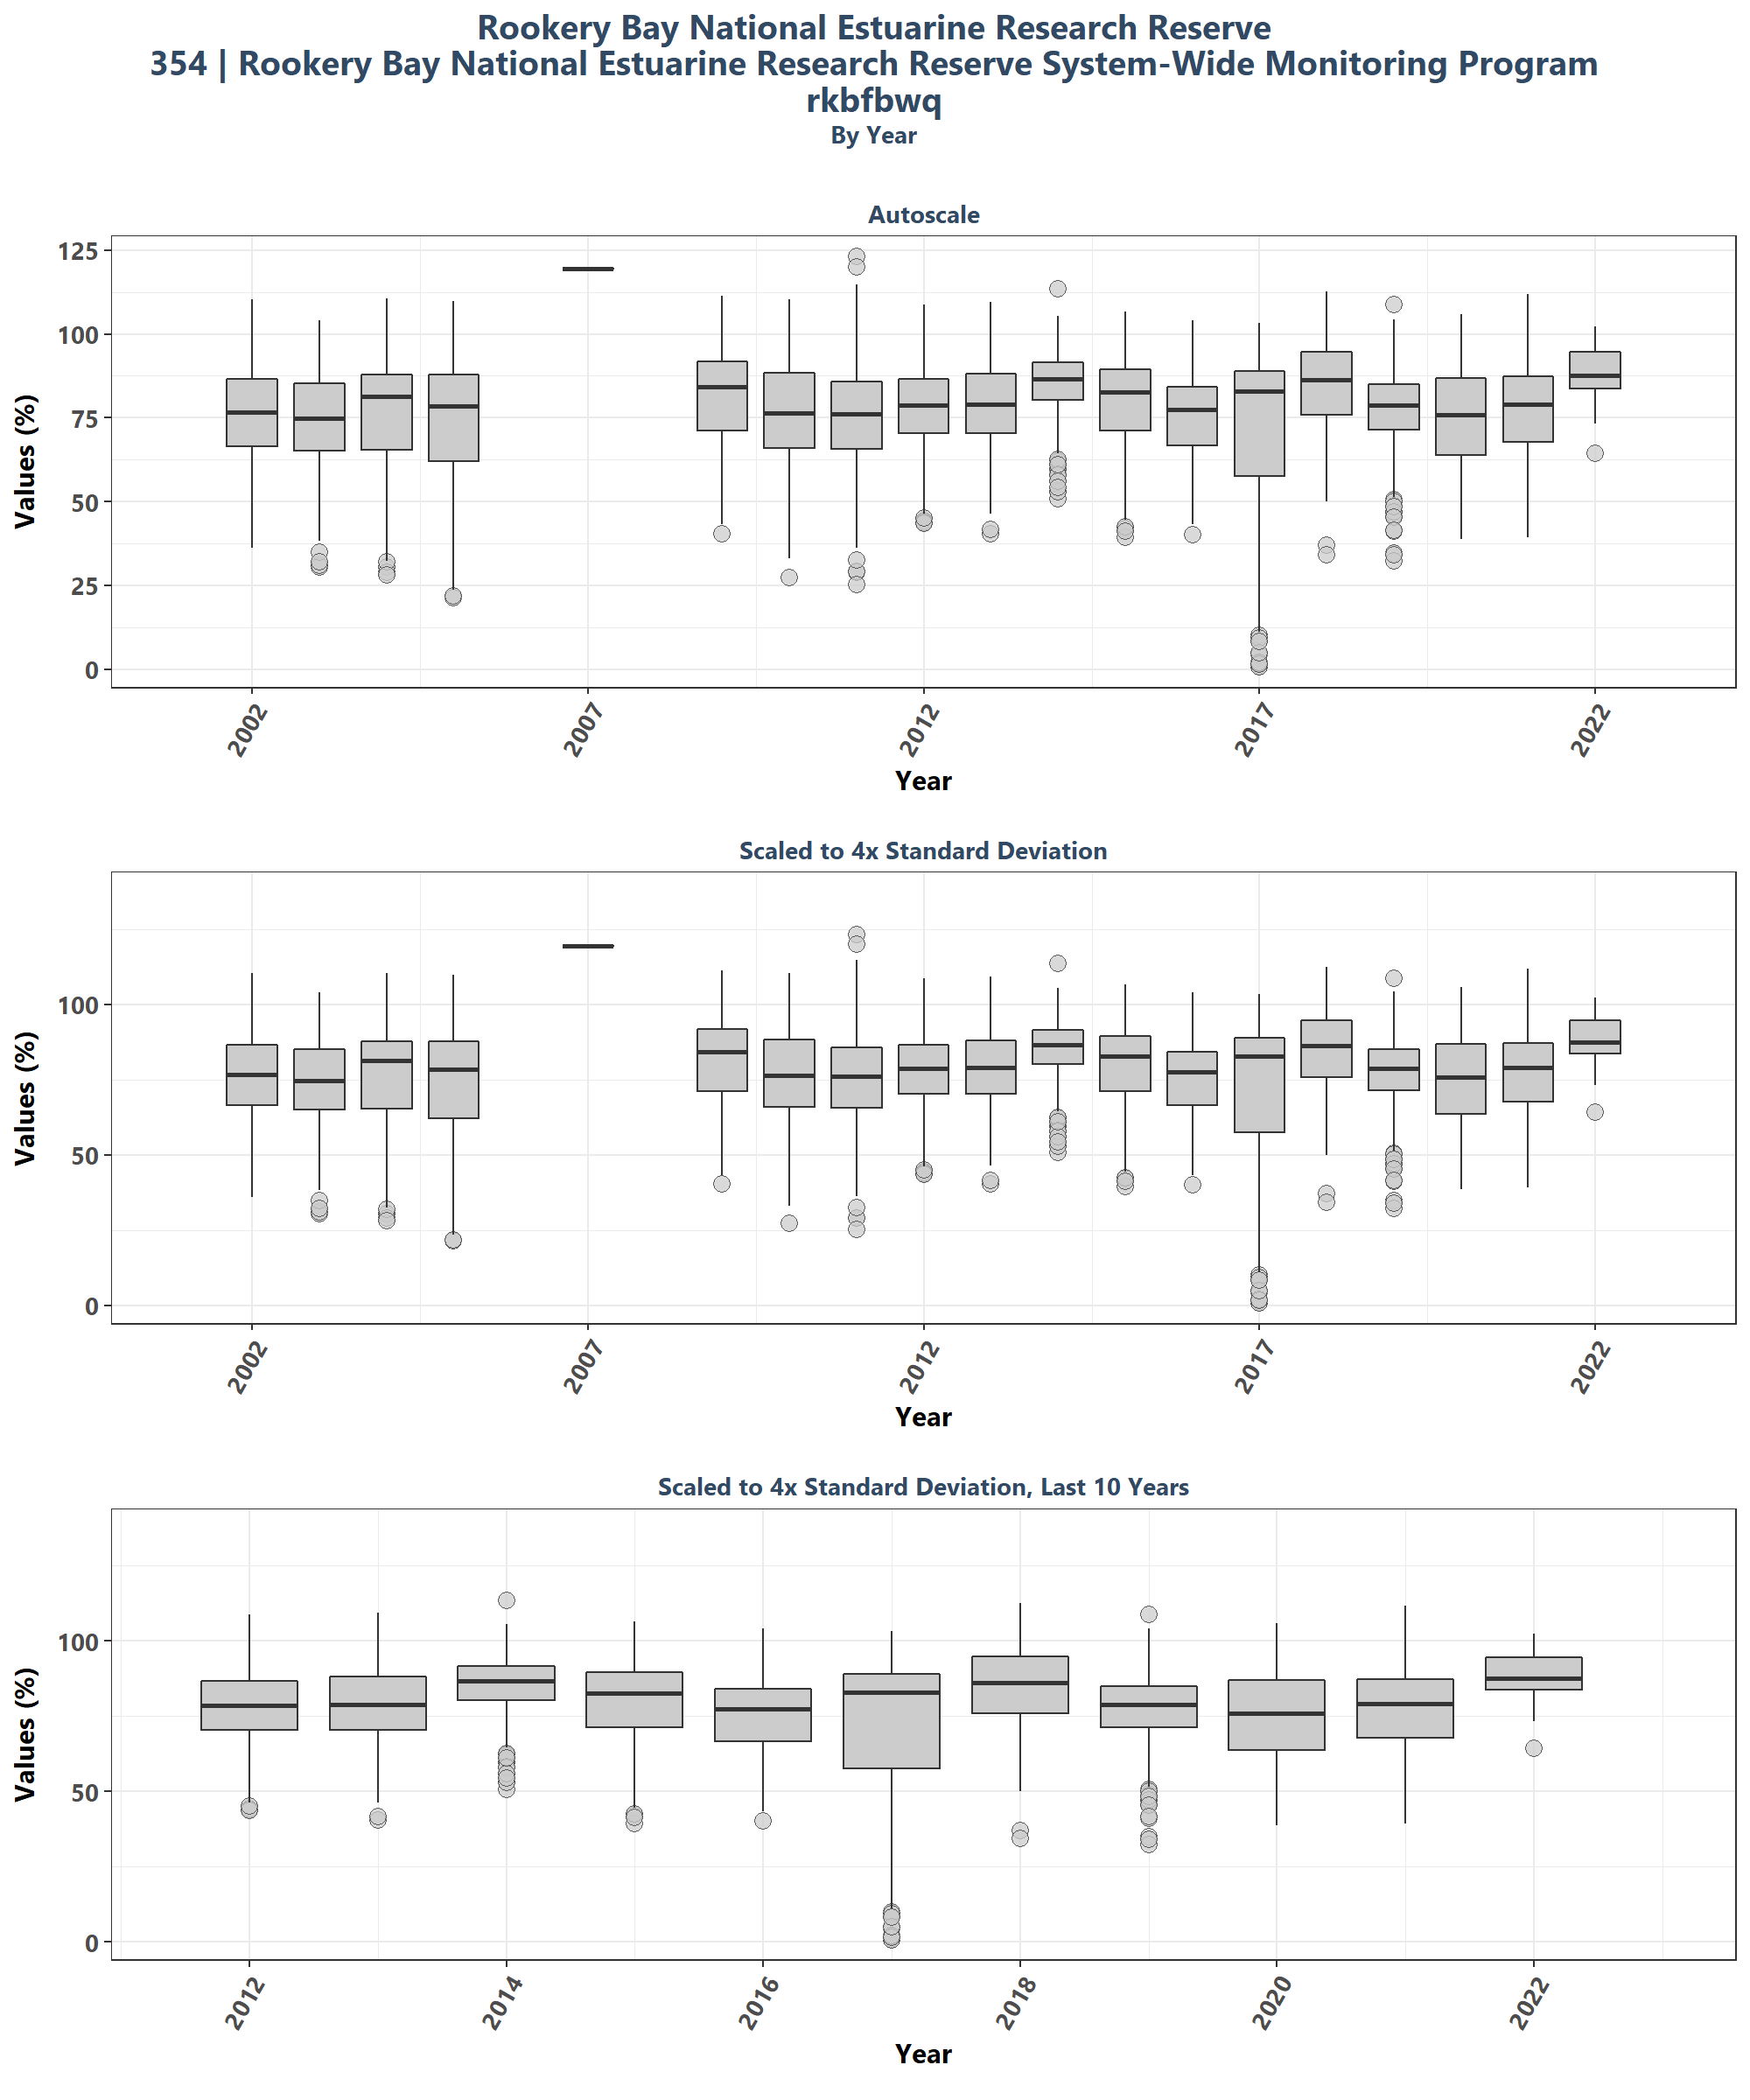 Rookery Bay National Estuarine Research Reserve
354 | Rookery Bay National Estuarine Research Reserve System-Wide Monitoring Program
rkbfbwq
By Year
Autoscale
Values (%)
125
100
75
50
25
0
2002
2007
2012
2017
2022
Year
Scaled to 4x Standard Deviation
Values (%)
100
50
0
2002
2007
2012
2017
2022
Year
Scaled to 4x Standard Deviation, Last 10 Years
Values (%)
100
50
0
2012
2014
2016
2018
2020
2022
Year